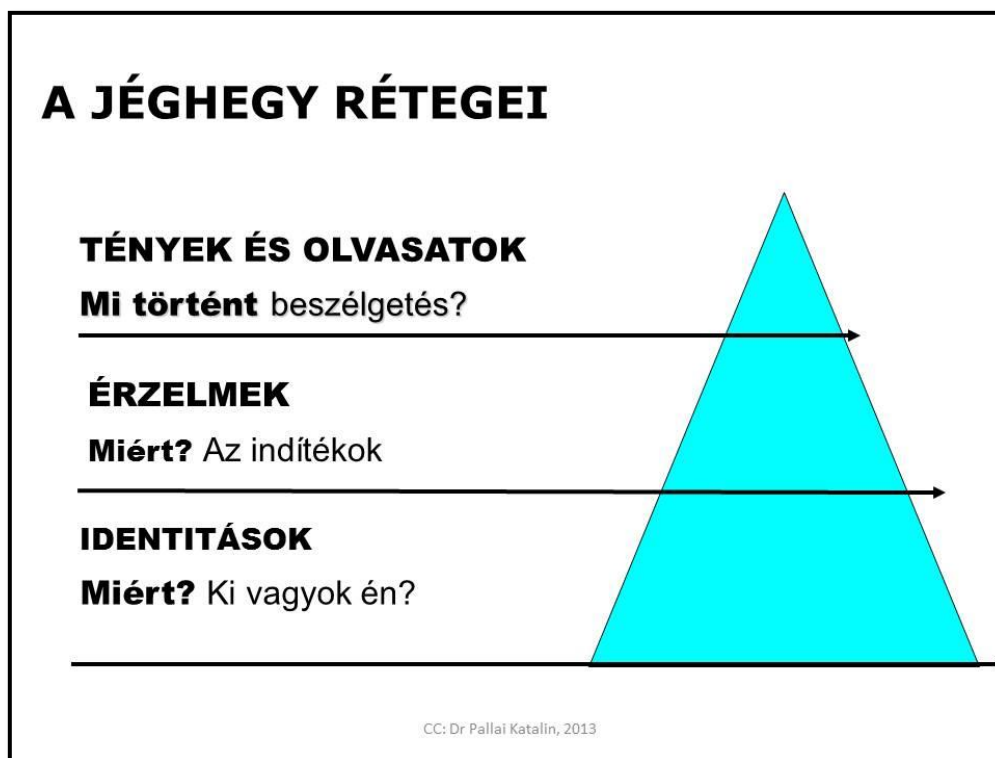 A JÉGHEGY RÉTEGEI
TÉNYEK ÉS OLVASATOK
Mi történt beszélgetés?
ÉRZELMEK
Miért? Az indítékok
IDENTITÁSOK
Miért? Ki vagyok én?
CC: Dr Pallai Katalin, 2013